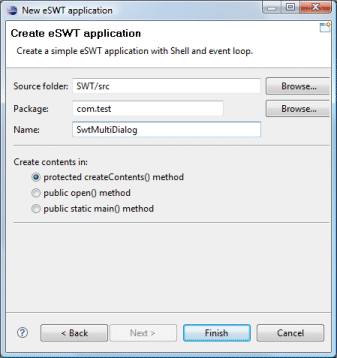 New eSWT application
Create eSWT application
Create a simple eSWT application with Shell and event loop.
Source folder: SWT/src Browse...
Package: com.test Browse...
Name: SwtMultiDialog
Create contents in:
protected createContents() method
public open() method
public static main() method
? < Back Next > Finish Cancel